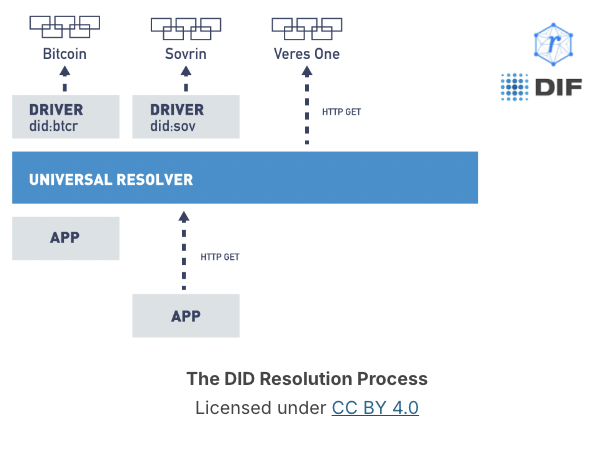 Bitcoin
Sovrin
Veres One
DRIVER
did:btcr
DRIVER
did:sov
HTTP GET
r
DIF
UNIVERSAL RESOLVER
APP
HTTP GET
APP
The DID Resolution Process
Licensed under CC BY 4.0